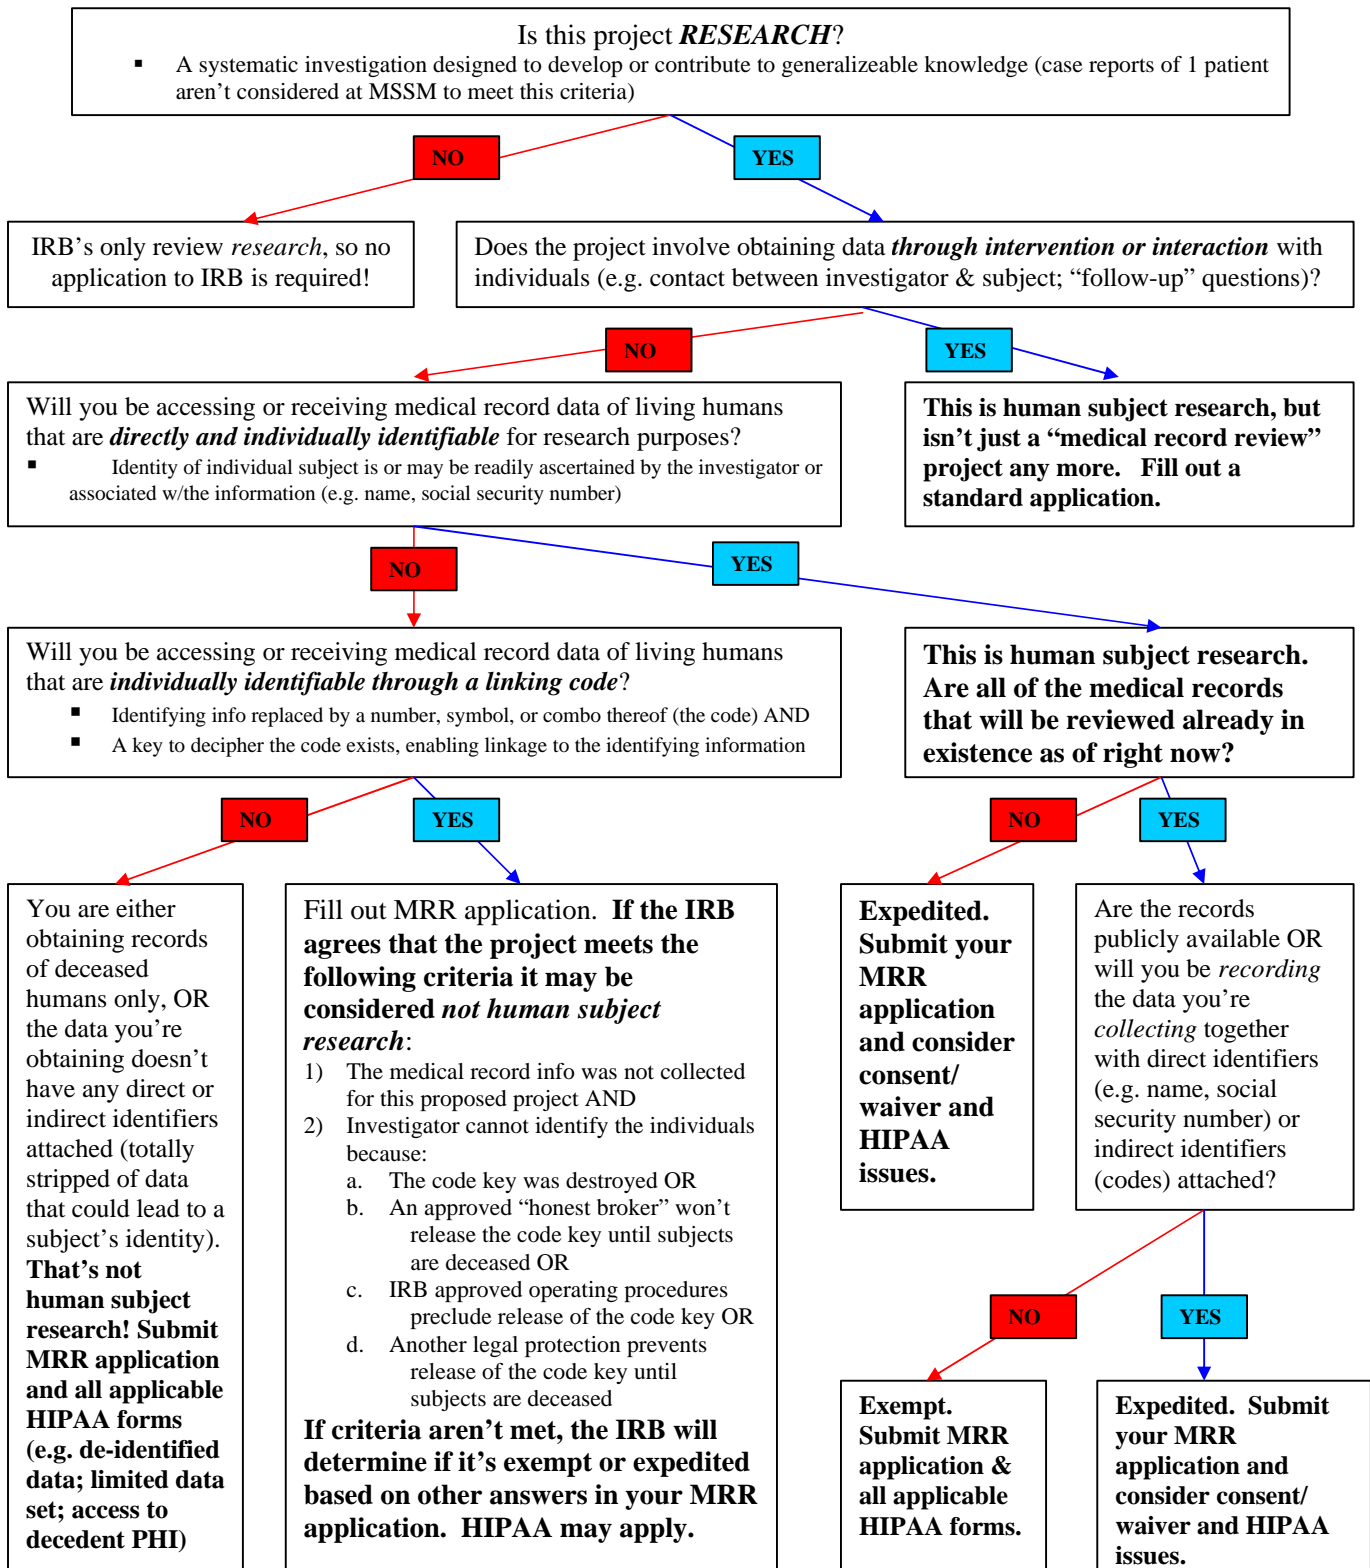 Is this project RESEARCH?
▪ A systematic investigation designed to develop or contribute to generalizeable knowledge (case reports of 1 patient
aren't considered at MSSM to meet this criteria)
NO
YES
IRB's only review research, so no
application to IRB is required!
Does the project involve obtaining data through intervention or interaction with
individuals (e.g. contact between investigator & subject; "follow-up" questions)?
NO
YES
Will you be accessing or receiving medical record data of living humans
that are directly and individually identifiable for research purposes?
▪ Identity of individual subject is or may be readily ascertained by the investigator or
associated w/the information (e.g. name, social security number)
This is human subject research, but
isn't just a "medical record review"
project any more. Fill out a
standard application.
NO
YES
Will you be accessing or receiving medical record data of living humans
that are individually identifiable through a linking code?
▪ Identifying info replaced by a number, symbol, or combo thereof (the code) AND
▪ A key to decipher the code exists, enabling linkage to the identifying information
This is human subject research.
Are all of the medical records
that will be reviewed already in
existence as of right now?
NO
YES
NO
YES
You are either
obtaining records
of deceased
humans only, OR
the data you're
obtaining doesn't
have any direct or
indirect identifiers
attached (totally
stripped of data
that could lead to a
subject's identity).
That's not
human subject
research! Submit
MRR application
and all applicable
HIPAA forms
(e.g. de-identified
data; limited data
set; access to
decedent PHI)
Fill out MRR application. If the IRB
agrees that the project meets the
following criteria it may be
considered not human subject
research:
1) The medical record info was not collected
for this proposed project AND
2) Investigator cannot identify the individuals
because:
a. The code key was destroyed OR
b. An approved "honest broker" won't
release the code key until subjects
are deceased OR
c. IRB approved operating procedures
preclude release of the code key OR
d. Another legal protection prevents
release of the code key until
subjects are deceased
If criteria aren't met, the IRB will
determine if it's exempt or expedited
based on other answers in your MRR
application. HIPAA may apply.
Expedited.
Submit your
MRR
application
and consider
consent/
waiver and
HIPAA
issues.
Are the records
publicly available OR
will you be recording
the data you're
collecting together
with direct identifiers
(e.g. name, social
security number) or
indirect identifiers
(codes) attached?
NO
YES
Exempt.
Submit MRR
application &
all applicable
HIPAA forms.
Expedited. Submit
your MRR
application and
consider consent/
waiver and HIPAA
issues.